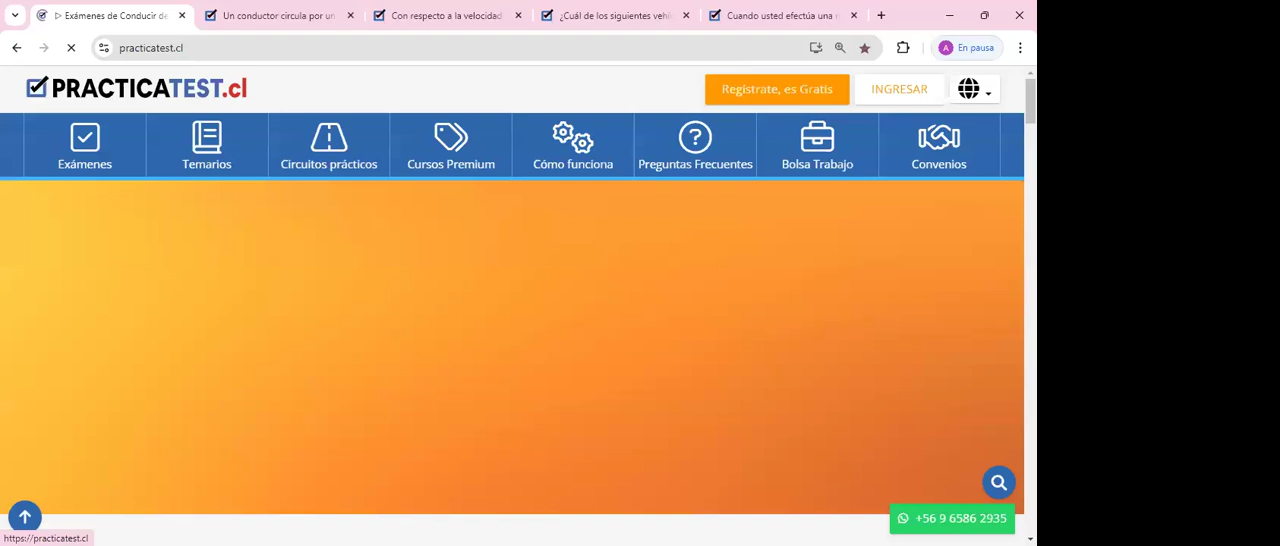 Exámenes de Conducir de
Un conductor circula por un
Con respecto a la velocidad
¿Cuál de los siguientes vehí
Cuando usted efectúa una
practicatest.cl
A En pausa
PRACTICATEST.cl
Regístrate, es Gratis
INGRESAR
Exámenes
Temarios
Circuitos prácticos
Cursos Premium
Cómo funciona
Preguntas Frecuentes
Bolsa Trabajo
Convenios
+56 9 6586 2935
https://practicatest.cl